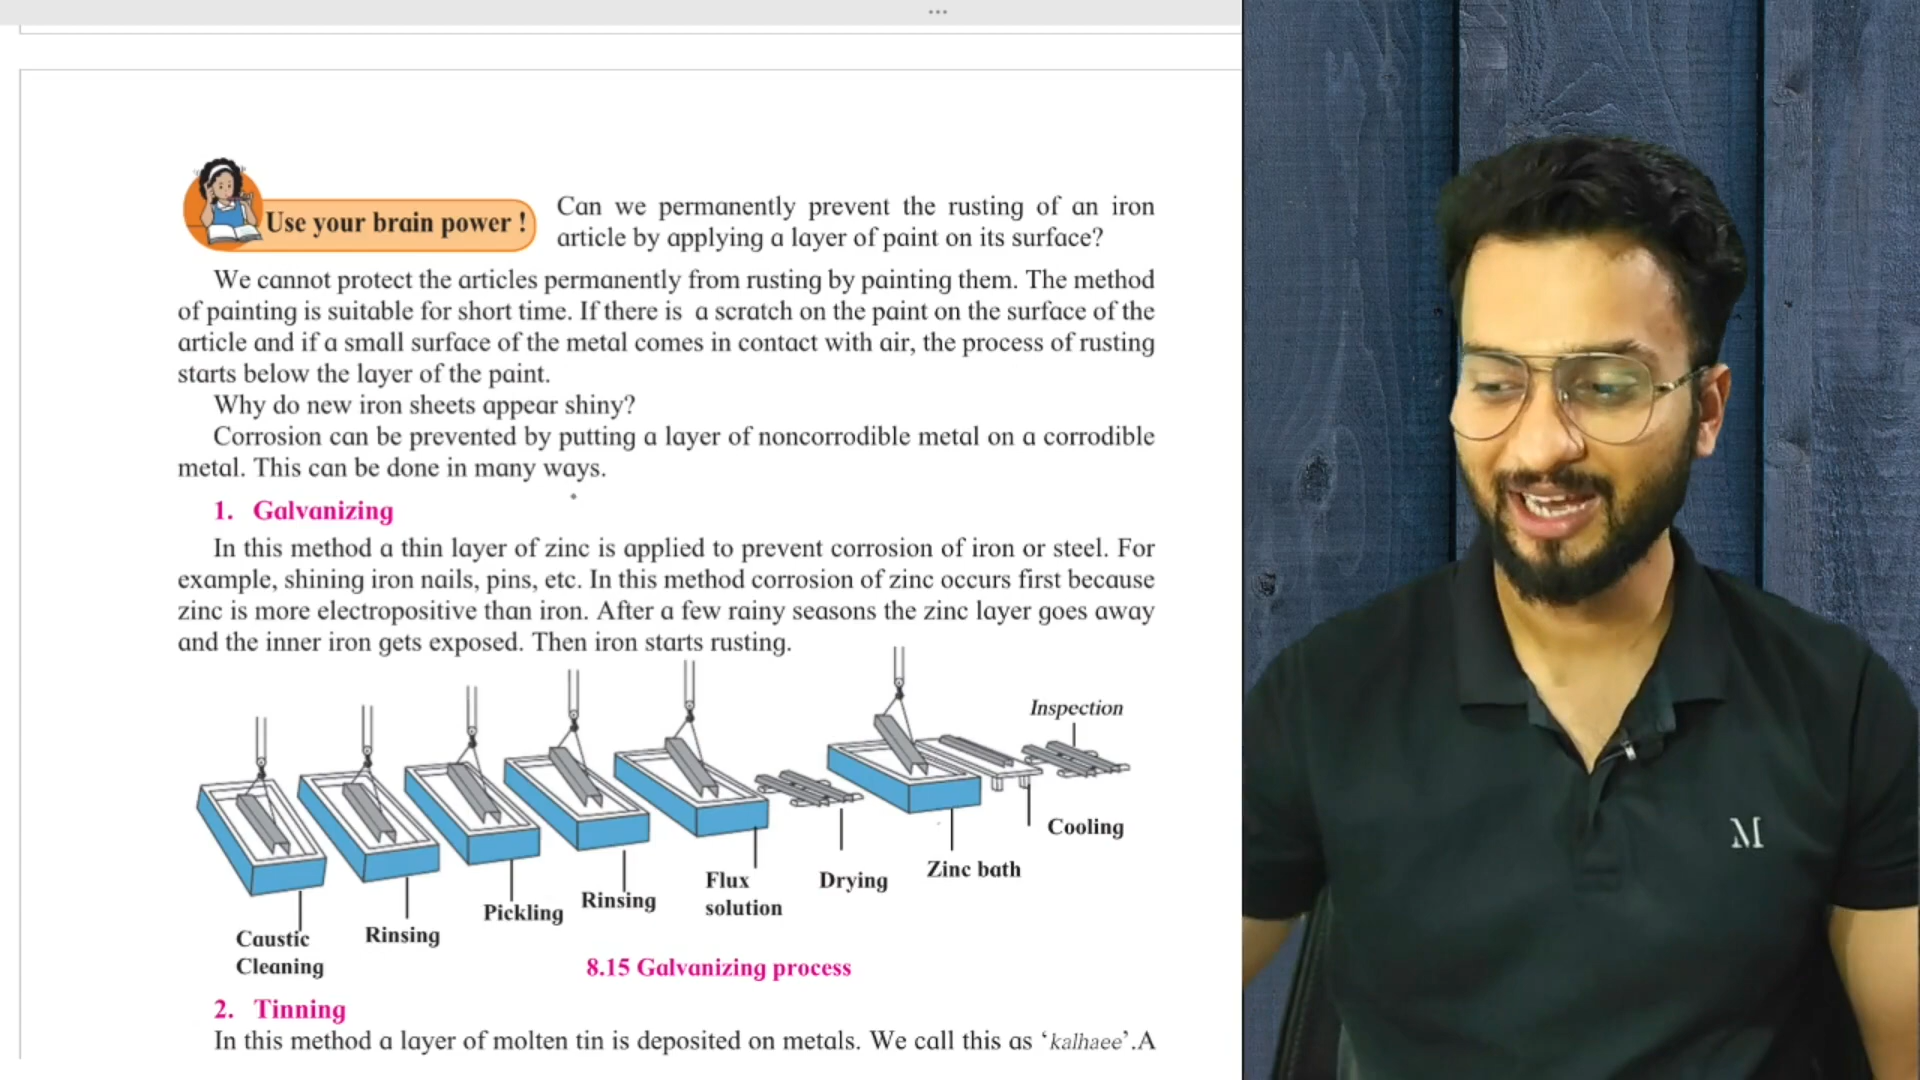 Use your brain power !
Can we permanently prevent the rusting of an iron
article by applying a layer of paint on its surface?
We cannot protect the articles permanently from rusting by painting them. The method
of painting is suitable for short time. If there is a scratch on the paint on the surface of the
article and if a small surface of the metal comes in contact with air, the process of rusting
starts below the layer of the paint.
Why do new iron sheets appear shiny?
Corrosion can be prevented by putting a layer of noncorrodible metal on a corrodible
metal. This can be done in many ways.
1. Galvanizing
In this method a thin layer of zinc is applied to prevent corrosion of iron or steel. For
example, shining iron nails, pins, etc. In this method corrosion of zinc occurs first because
zinc is more electropositive than iron. After a few rainy seasons the zinc layer goes away
and the inner iron gets exposed. Then iron starts rusting.
Inspection
Cooling
Zinc bath
Drying
Flux
solution
Rinsing
Pickling
Rinsing
Caustic
Cleaning
8.15 Galvanizing process
2. Tinning
In this method a layer of molten tin is deposited on metals. We call this as ‘kalhaee’.A
M